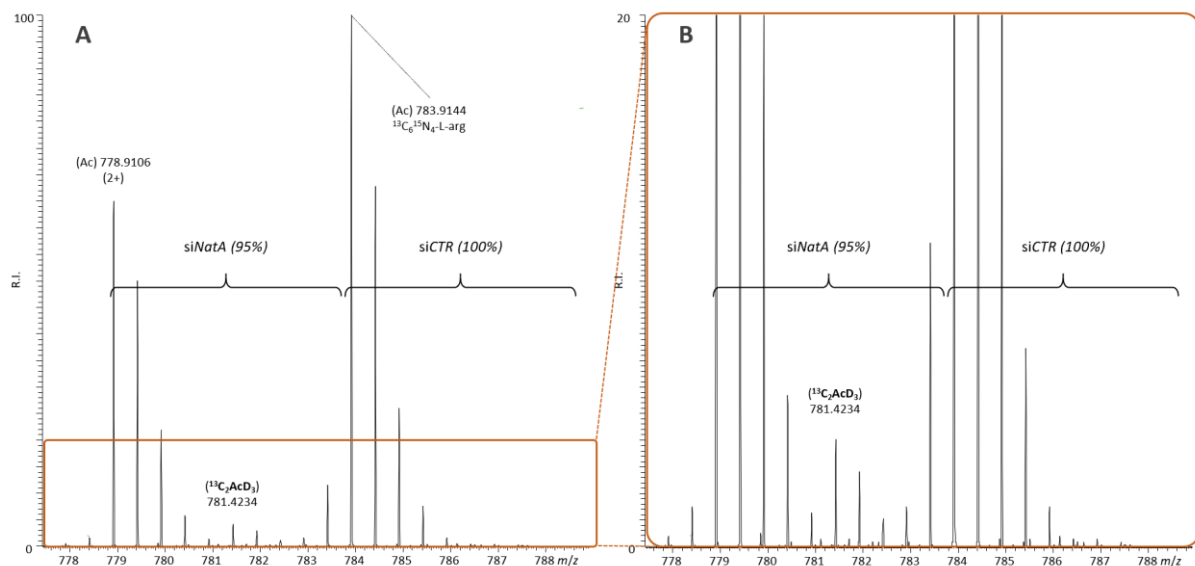 100
A
(Ac) 783.9144
¹³C₆¹⁵N₄-L-arg
(Ac) 778.9106
(2+)
siNatA (95%)
siCTR (100%)
R.I.
(¹³C₂AcD₃)
781.4234
0
778 779 780 781 782 783 784 785 786 787 788 m/z
20
B
siNatA (95%)
siCTR (100%)
R.I.
(¹³C₂AcD₃)
781.4234
0
778 779 780 781 782 783 784 785 786 787 788 m/z